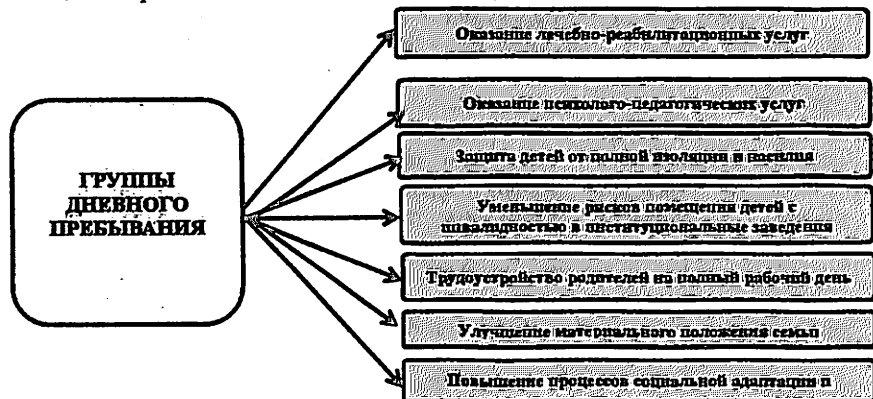 ГРУППЫ
ДНЕВНОГО
ПРЕБЫВАНИЯ
Оказание лечебно-реабилитационных услуг
Оказание психолого-педагогических услуг
Защита детей от полной изоляции и насилия
Уменьшение рисков помещения детей с
инвалидностью в институциональные заведения
Трудоустройство родителей на полный рабочий день
Улучшение материального положения семьи
Повышение процессов социальной адаптации и